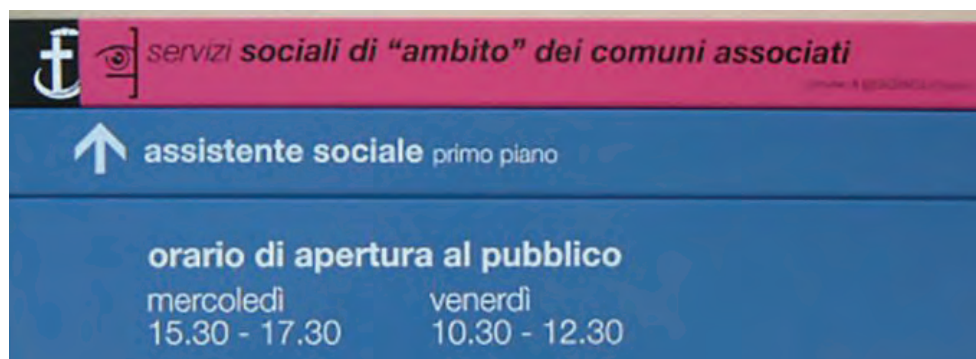 servizi sociali di “ambito” dei comuni associati
assistente sociale primo piano
orario di apertura al pubblico
mercoledì venerdì
15.30 - 17.30 10.30 - 12.30